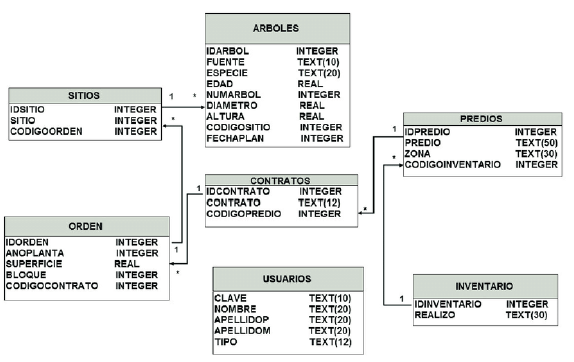 ARBOLES
IDARBOL INTEGER
FUENTE TEXT(10)
ESPECIE TEXT(20)
EDAD REAL
NUMARBOL INTEGER
DIAMETRO REAL
ALTURA REAL
CODIGOSITIO INTEGER
FECHAPLAN INTEGER
SITIOS
IDSITIO INTEGER
SITIO INTEGER
CODIGOORDEN INTEGER
1 *
*
PREDIOS
IDPREDIO INTEGER
PREDIO TEXT(50)
ZONA TEXT(30)
CODIGOINVENTARIO INTEGER
1
*
CONTRATOS
IDCONTRATO INTEGER
CONTRATO TEXT(12)
CODIGOPREDIO INTEGER
1
*
ORDEN
IDORDEN INTEGER
ANOPLANTA INTEGER
SUPERFICIE REAL
BLOQUE INTEGER
CODIGOCONTRATO INTEGER
1
*
USUARIOS
CLAVE TEXT(10)
NOMBRE TEXT(20)
APELLIDOP TEXT(20)
APELLIDOM TEXT(20)
TIPO TEXT(12)
INVENTARIO
IDINVENTARIO INTEGER
REALIZO TEXT(30)
1